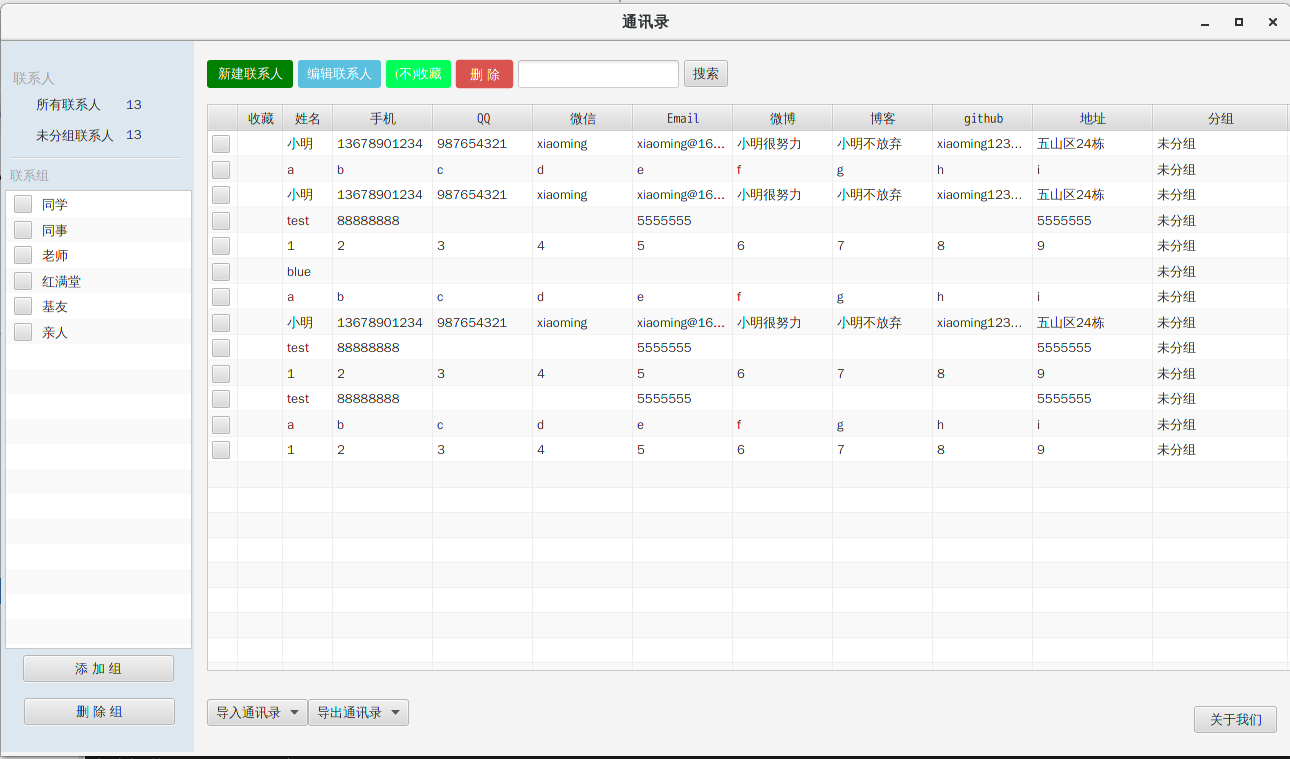 通讯录
联系人
所有联系人 13
未分组联系人 13
联系组
同学
同事
老师
红满堂
基友
亲人
添 加 组
删 除 组
新建联系人 编辑联系人 (不)收藏 删 除 搜索
收藏 姓名 手机 QQ 微信 Email 微博 博客 github 地址 分组
小明 13678901234 987654321 xiaoming xiaoming@16... 小明很努力 小明不放弃 xiaoming123... 五山区24栋 未分组
a b c d e f g h i 未分组
小明 13678901234 987654321 xiaoming xiaoming@16... 小明很努力 小明不放弃 xiaoming123... 五山区24栋 未分组
test 88888888 5555555 5555555 未分组
1 2 3 4 5 6 7 8 9 未分组
blue 未分组
a b c d e f g h i 未分组
小明 13678901234 987654321 xiaoming xiaoming@16... 小明很努力 小明不放弃 xiaoming123... 五山区24栋 未分组
test 88888888 5555555 5555555 未分组
1 2 3 4 5 6 7 8 9 未分组
test 88888888 5555555 5555555 未分组
a b c d e f g h i 未分组
1 2 3 4 5 6 7 8 9 未分组
导入通讯录 导出通讯录 关于我们